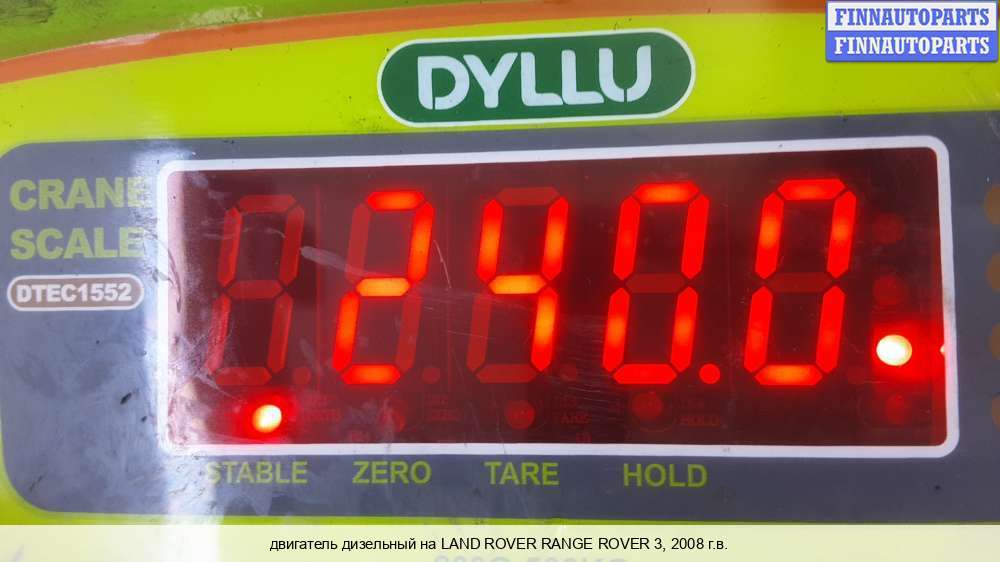 FINNAUTOPARTS
FINNAUTOPARTS
DYLLU
CRANE
SCALE
DTEC1552
240.0
STABLE ZERO TARE HOLD
двигатель дизельный на LAND ROVER RANGE ROVER 3, 2008 г.в.